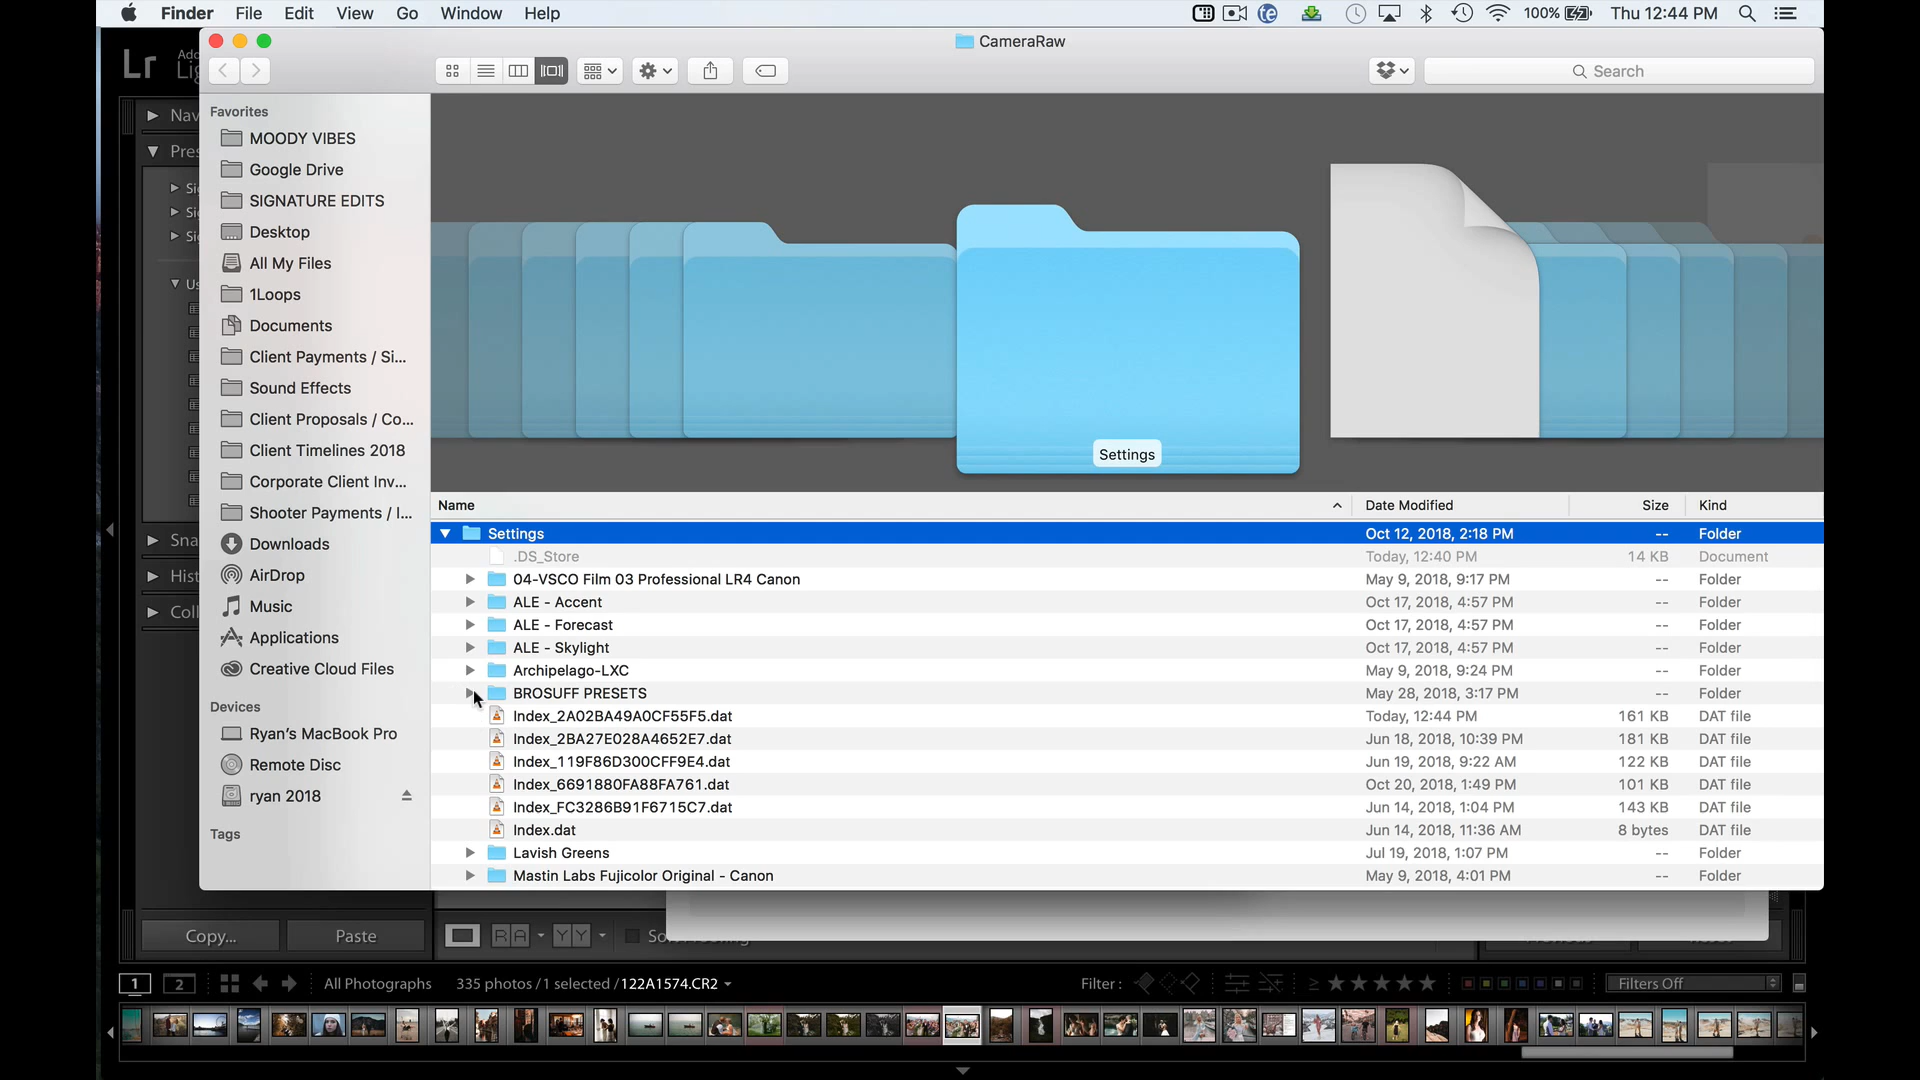 Finder File Edit View Go Window Help
te 100% Thu 12:44 PM
CameraRaw
Lr
Search
Favorites
MOODY VIBES
Google Drive
SIGNATURE EDITS
Desktop
All My Files
1Loops
Documents
Client Payments / Si...
Sound Effects
Client Proposals / Co...
Client Timelines 2018
Corporate Client Inv...
Shooter Payments / I...
Downloads
AirDrop
Music
Applications
Creative Cloud Files
Devices
Ryan's MacBook Pro
Remote Disc
ryan 2018
Tags
Settings
Name Date Modified Size Kind
Settings Oct 12, 2018, 2:18 PM -- Folder
.DS_Store Today, 12:40 PM 14 KB Document
04-VSCO Film 03 Professional LR4 Canon May 9, 2018, 9:17 PM -- Folder
ALE - Accent Oct 17, 2018, 4:57 PM -- Folder
ALE - Forecast Oct 17, 2018, 4:57 PM -- Folder
ALE - Skylight Oct 17, 2018, 4:57 PM -- Folder
Archipelago-LXC May 9, 2018, 9:24 PM -- Folder
BROSUFF PRESETS May 28, 2018, 3:17 PM -- Folder
Index_2A02BA49A0CF55F5.dat Today, 12:44 PM 161 KB DAT file
Index_2BA27E028A4652E7.dat Jun 18, 2018, 10:39 PM 181 KB DAT file
Index_119F86D300CFF9E4.dat Jun 19, 2018, 9:22 AM 122 KB DAT file
Index_6691880FA88FA761.dat Oct 20, 2018, 1:49 PM 101 KB DAT file
Index_FC3286B91F6715C7.dat Jun 14, 2018, 1:04 PM 143 KB DAT file
Index.dat Jun 14, 2018, 11:36 AM 8 bytes DAT file
Lavish Greens Jul 19, 2018, 1:07 PM -- Folder
Mastin Labs Fujicolor Original - Canon May 9, 2018, 4:01 PM -- Folder
Copy... Paste R A Y Y
1 2 All Photographs 335 photos / 1 selected / 122A1574.CR2 Filter : ≥ Filters Off